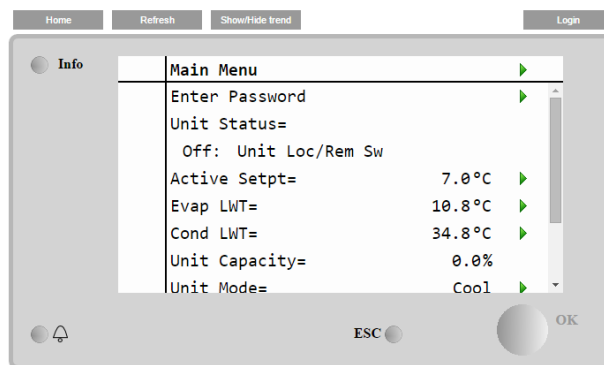 Home Refresh Show/Hide trend Login
Info
Main Menu
Enter Password
Unit Status=
Off: Unit Loc/Rem Sw
Active Setpt= 7.0°C
Evap LWT= 10.8°C
Cond LWT= 34.8°C
Unit Capacity= 0.0%
Unit Mode= Cool
ESC OK